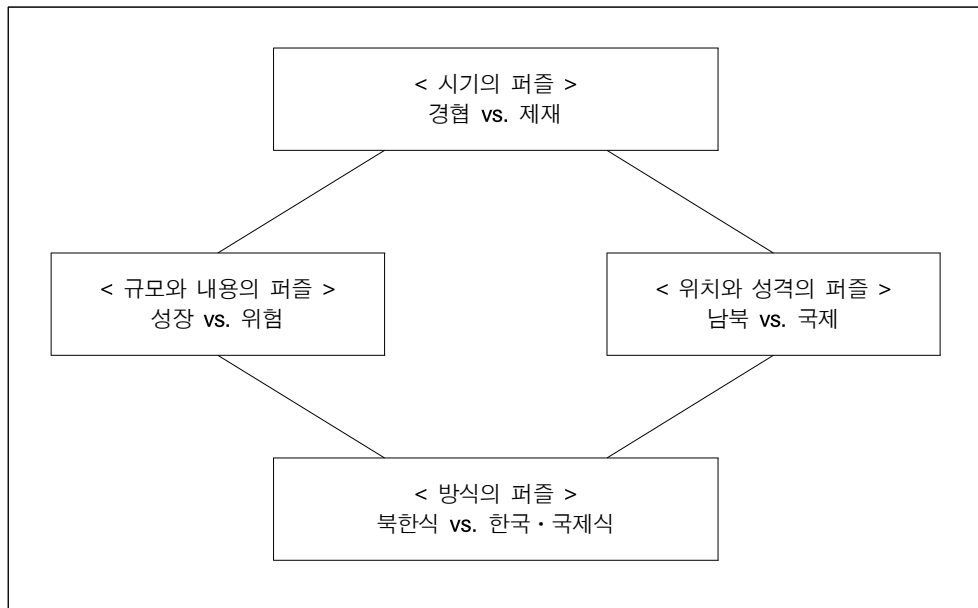 < 시기의 퍼즐 >
경협 vs. 제재
< 규모와 내용의 퍼즐 >
성장 vs. 위험
< 위치와 성격의 퍼즐 >
남북 vs. 국제
< 방식의 퍼즐 >
북한식 vs. 한국・국제식